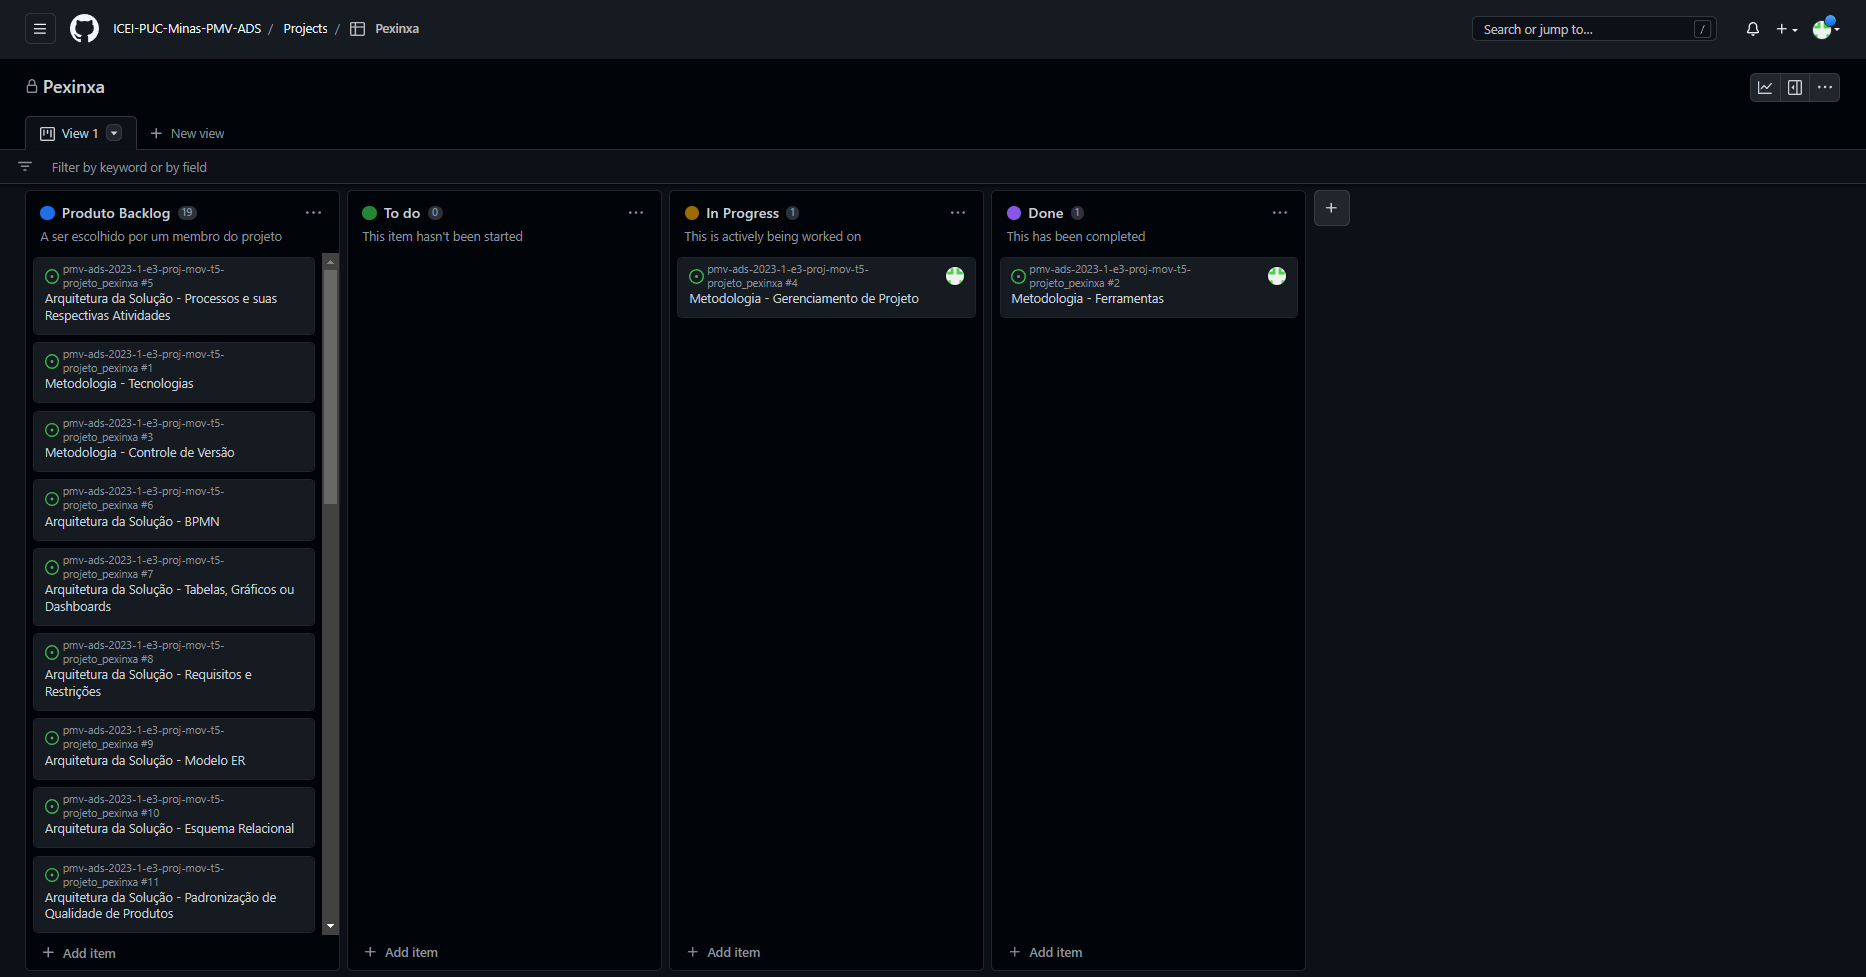 ICEI-PUC-Minas-PMV-ADS / Projects / Pexinxa
Search or jump to... /
Pexinxa
View 1
New view
Filter by keyword or by field
Produto Backlog 19
A ser escolhido por um membro do projeto
pmv-ads-2023-1-e3-proj-mov-t5-
projeto_pexinxa #5
Arquitetura da Solução - Processos e suas
Respectivas Atividades
pmv-ads-2023-1-e3-proj-mov-t5-
projeto_pexinxa #1
Metodologia - Tecnologias
pmv-ads-2023-1-e3-proj-mov-t5-
projeto_pexinxa #3
Metodologia - Controle de Versão
pmv-ads-2023-1-e3-proj-mov-t5-
projeto_pexinxa #6
Arquitetura da Solução - BPMN
pmv-ads-2023-1-e3-proj-mov-t5-
projeto_pexinxa #7
Arquitetura da Solução - Tabelas, Gráficos ou
Dashboards
pmv-ads-2023-1-e3-proj-mov-t5-
projeto_pexinxa #8
Arquitetura da Solução - Requisitos e
Restrições
pmv-ads-2023-1-e3-proj-mov-t5-
projeto_pexinxa #9
Arquitetura da Solução - Modelo ER
pmv-ads-2023-1-e3-proj-mov-t5-
projeto_pexinxa #10
Arquitetura da Solução - Esquema Relacional
pmv-ads-2023-1-e3-proj-mov-t5-
projeto_pexinxa #11
Arquitetura da Solução - Padronização de
Qualidade de Produtos
Add item
To do 0
This item hasn't been started
Add item
In Progress 1
This is actively being worked on
pmv-ads-2023-1-e3-proj-mov-t5-
projeto_pexinxa #4
Metodologia - Gerenciamento de Projeto
Add item
Done 1
This has been completed
pmv-ads-2023-1-e3-proj-mov-t5-
projeto_pexinxa #2
Metodologia - Ferramentas
Add item